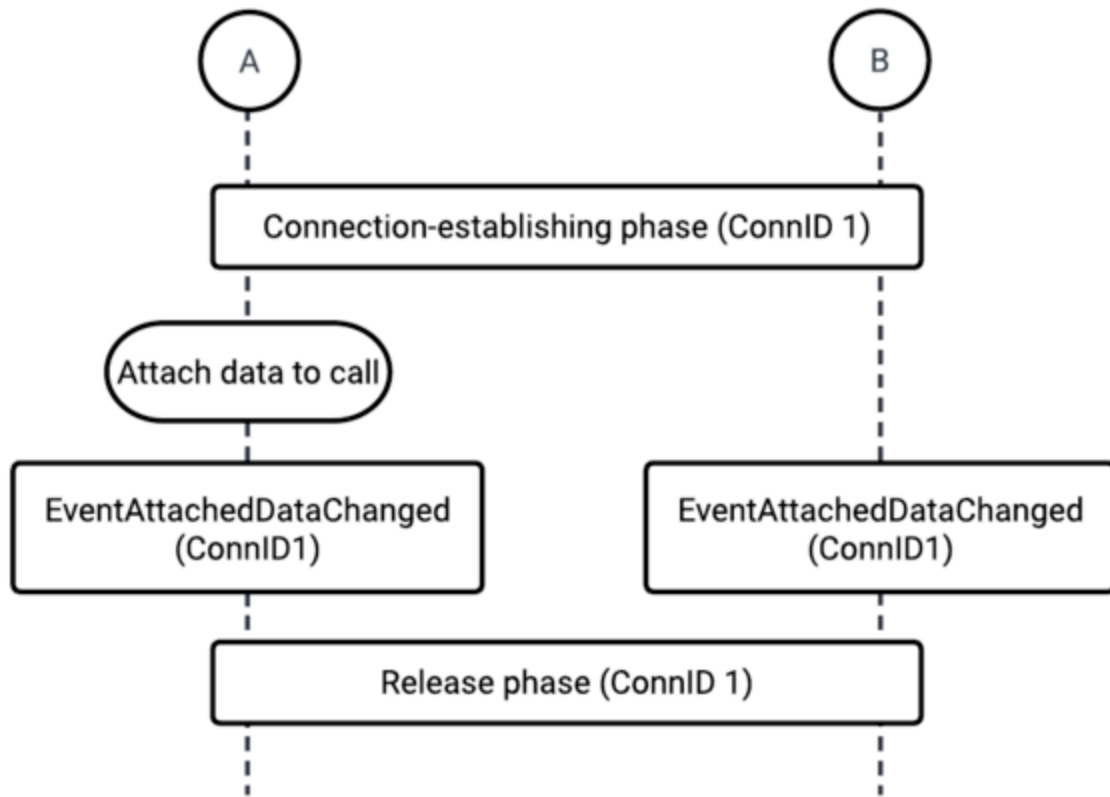 A
B
Connection-establishing phase (ConnID 1)
Attach data to call
EventAttachedDataChanged
(ConnID1)
EventAttachedDataChanged
(ConnID1)
Release phase (ConnID 1)